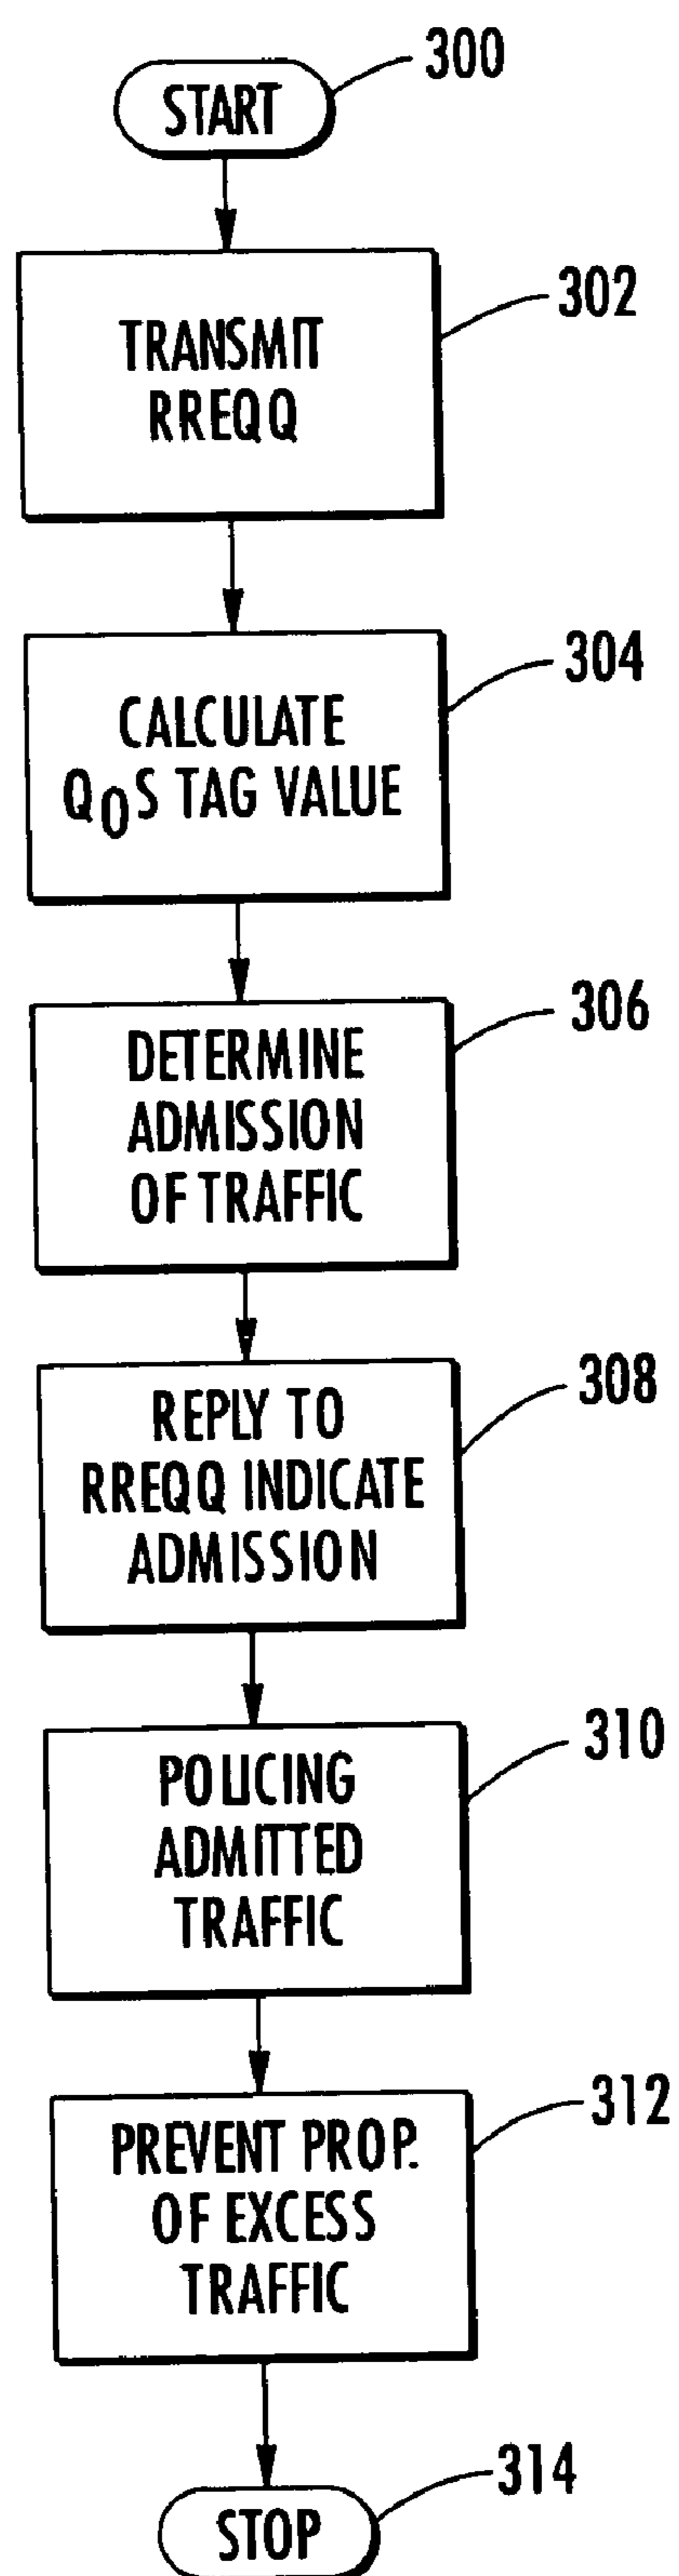 START
300
TRANSMIT
RREQQ
302
CALCULATE
QOS TAG VALUE
304
DETERMINE
ADMISSION
OF TRAFFIC
306
REPLY TO
RREQQ INDICATE
ADMISSION
308
POLICING
ADMITTED
TRAFFIC
310
PREVENT PROP.
OF EXCESS
TRAFFIC
312
STOP
314